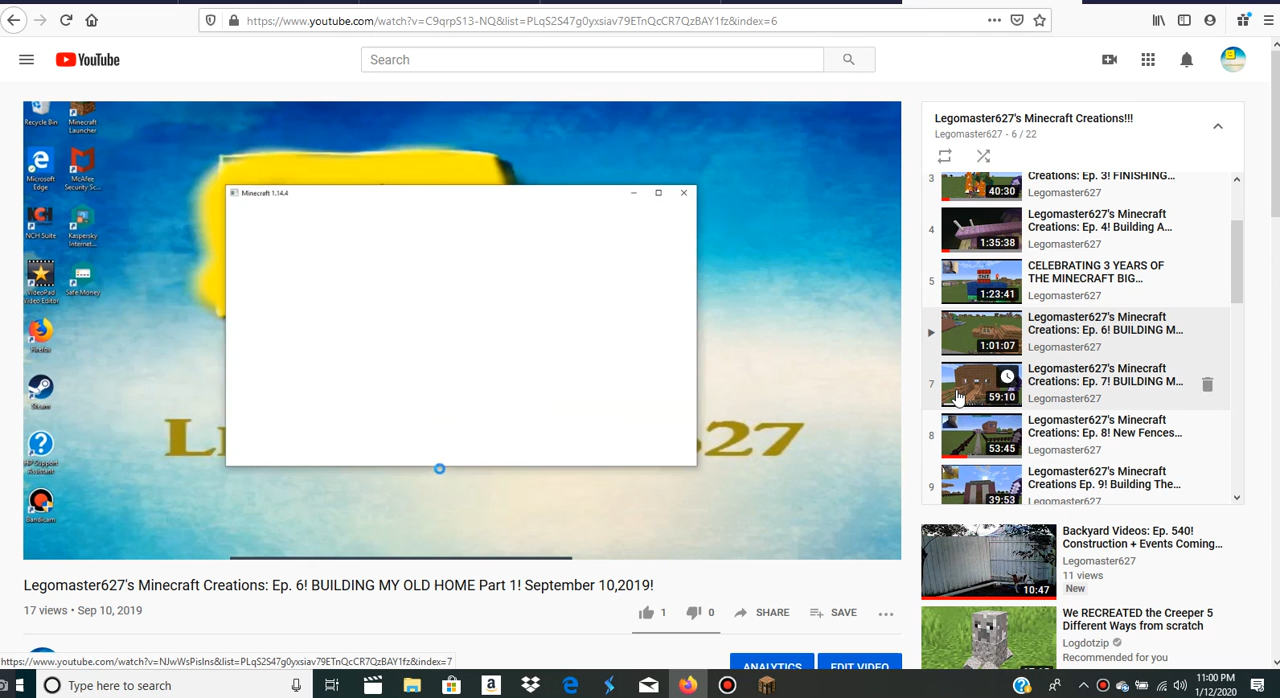 https://www.youtube.com/watch?v=C9qrpS13-NQ&list=PLqS2S47g0yxsiav79ETnQcCR7QzBAY1fz&index=6
YouTube
Search
Recycle Bin
Minecraft Launcher
Microsoft Edge
McAfee Security Sc...
NCH Suite
Kaspersky Internet...
VideoPad Video Editor
Safe Money
Firefox
Steam
HP Support Assistant
Bandicam
Minecraft 1.14.4
L
627
Legomaster627's Minecraft Creations!!!
Legomaster627 - 6 / 22
3
40:30
Creations: Ep. 3! FINISHING...
Legomaster627
4
1:35:38
Legomaster627's Minecraft
Creations: Ep. 4! Building A...
Legomaster627
5
1:23:41
CELEBRATING 3 YEARS OF
THE MINECRAFT BIG...
Legomaster627
1:01:07
Legomaster627's Minecraft
Creations: Ep. 6! BUILDING M...
Legomaster627
7
59:10
Legomaster627's Minecraft
Creations: Ep. 7! BUILDING M...
Legomaster627
8
53:45
Legomaster627's Minecraft
Creations: Ep. 8! New Fences...
Legomaster627
9
39:53
Legomaster627's Minecraft
Creations Ep. 9! Building The...
Legomaster627
Legomaster627's Minecraft Creations: Ep. 6! BUILDING MY OLD HOME Part 1! September 10,2019!
17 views • Sep 10, 2019
1
0
SHARE
SAVE
ANALYTICS
EDIT VIDEO
10:47
Backyard Videos: Ep. 540!
Construction + Events Coming...
Legomaster627
11 views
New
We RECREATED the Creeper 5
Different Ways from scratch
Logdotzip
Recommended for you
https://www.youtube.com/watch?v=NJwWsPisIns&list=PLqS2S47g0yxsiav79ETnQcCR7QzBAY1fz&index=7
Type here to search
11:00 PM
1/12/2020